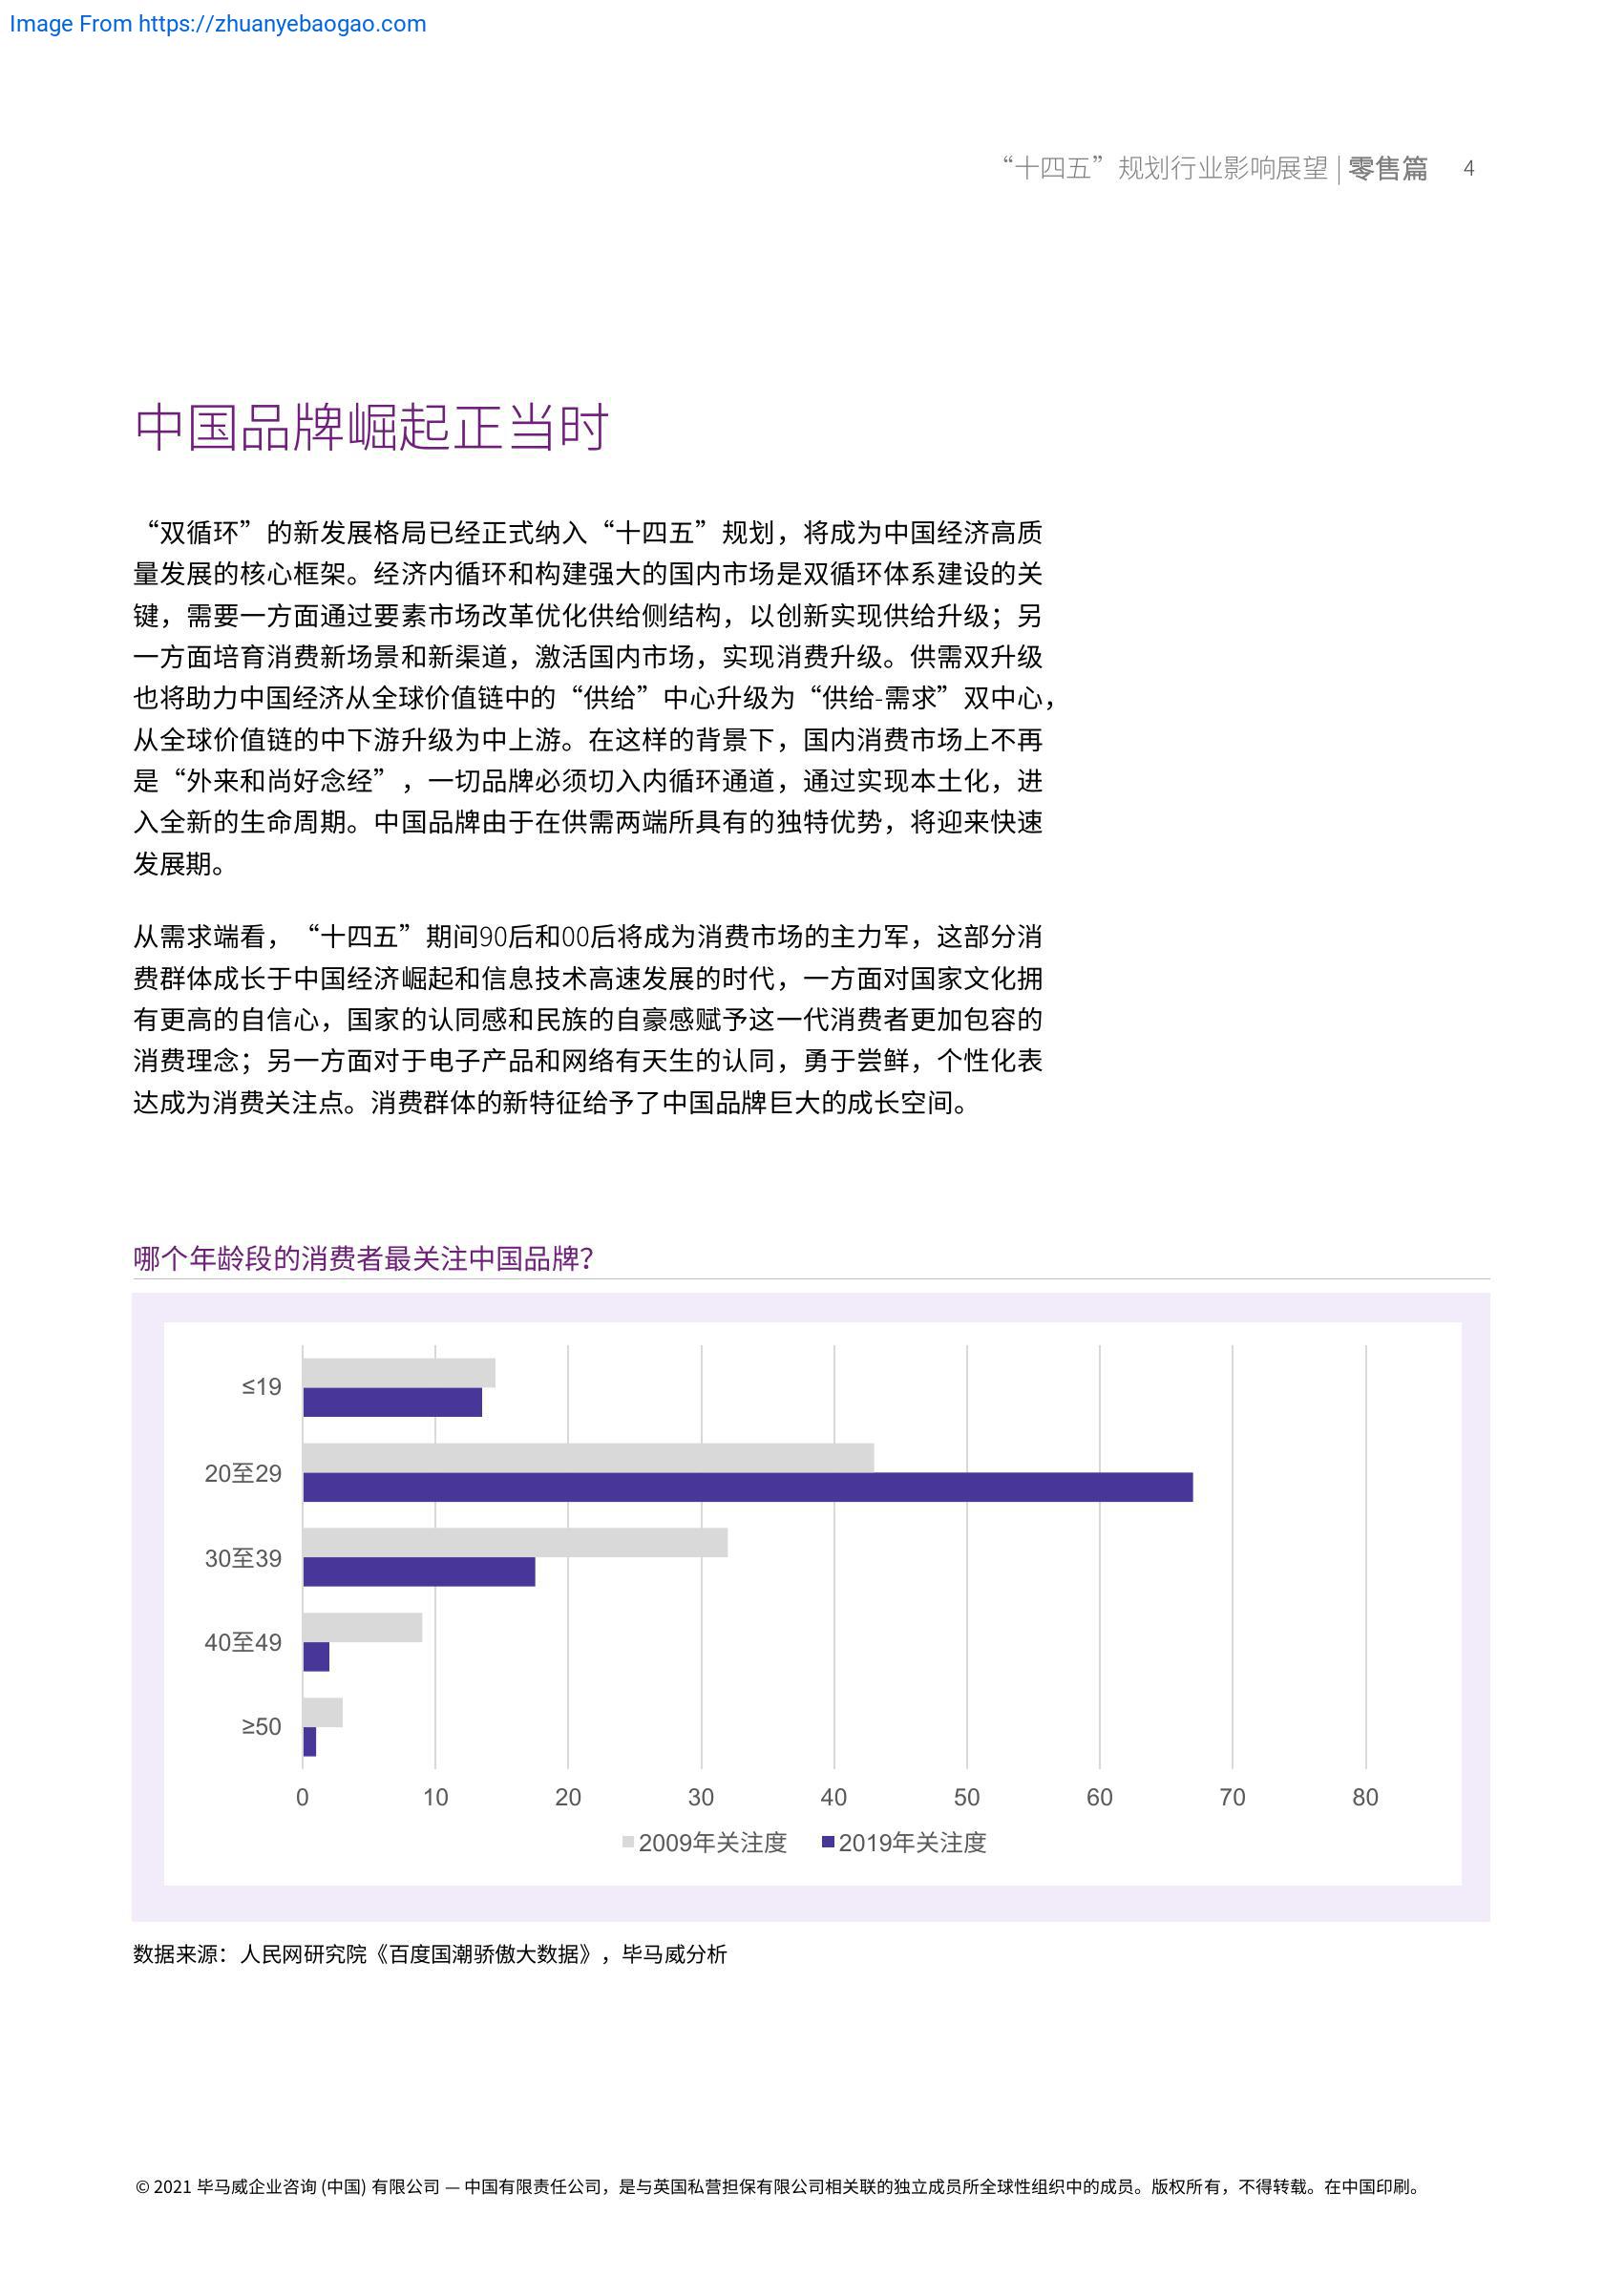 Image From https://zhuanyebaogao.com
“十四五”规划行业影响展望 | 零售篇 4
中国品牌崛起正当时
“双循环”的新发展格局已经正式纳入“十四五”规划，将成为中国经济高质
量发展的核心框架。经济内循环和构建强大的国内市场是双循环体系建设的关
键，需要一方面通过要素市场改革优化供给侧结构，以创新实现供给升级；另
一方面培育消费新场景和新渠道，激活国内市场，实现消费升级。供需双升级
也将助力中国经济从全球价值链中的“供给”中心升级为“供给-需求”双中心，
从全球价值链的中下游升级为中上游。在这样的背景下，国内消费市场上不再
是“外来和尚好念经”，一切品牌必须切入内循环通道，通过实现本土化，进
入全新的生命周期。中国品牌由于在供需两端所具有的独特优势，将迎来快速
发展期。
从需求端看，“十四五”期间90后和00后将成为消费市场的主力军，这部分消
费群体成长于中国经济崛起和信息技术高速发展的时代，一方面对国家文化拥
有更高的自信心，国家的认同感和民族的自豪感赋予这一代消费者更加包容的
消费理念；另一方面对于电子产品和网络有天生的认同，勇于尝鲜，个性化表
达成为消费关注点。消费群体的新特征给予了中国品牌巨大的成长空间。
哪个年龄段的消费者最关注中国品牌？
≤19
20至29
30至39
40至49
≥50
0 10 20 30 40 50 60 70 80
2009年关注度 2019年关注度
数据来源：人民网研究院《百度国潮骄傲大数据》，毕马威分析
© 2021 毕马威企业咨询 (中国) 有限公司 — 中国有限责任公司，是与英国私营担保有限公司相关联的独立成员所全球性组织中的成员。版权所有，不得转载。在中国印刷。